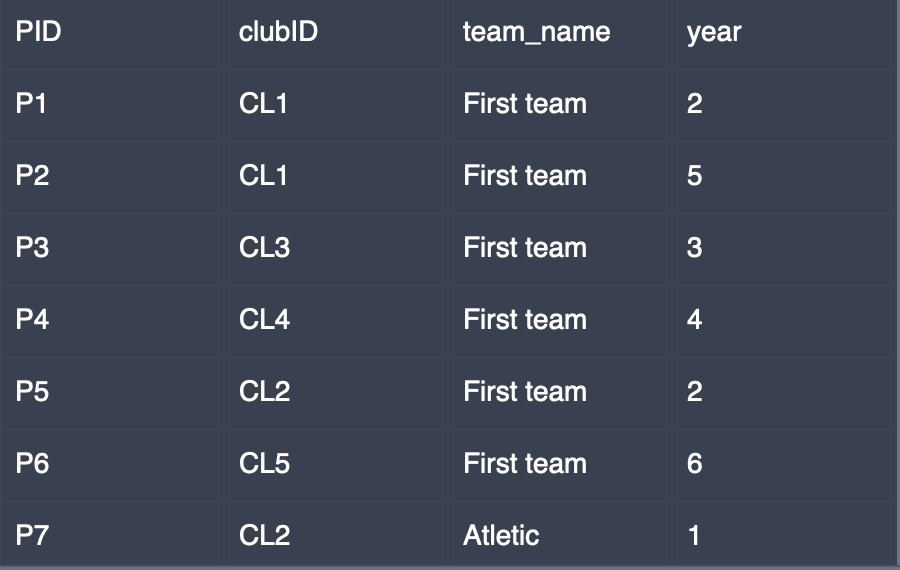 PID clubID team_name year
P1 CL1 First team 2
P2 CL1 First team 5
P3 CL3 First team 3
P4 CL4 First team 4
P5 CL2 First team 2
P6 CL5 First team 6
P7 CL2 Atletic 1